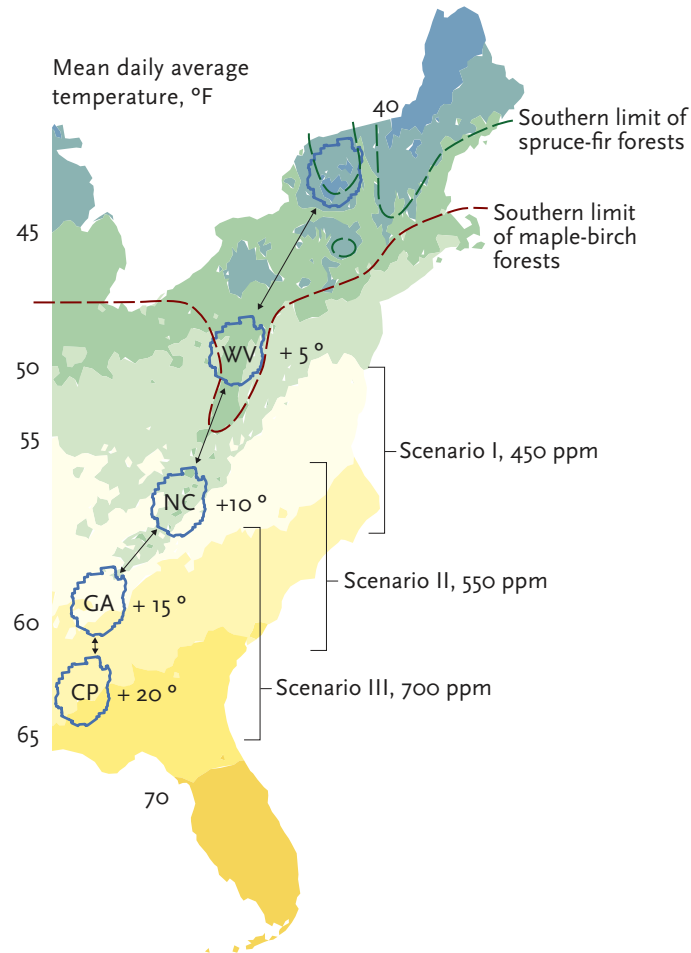 Mean daily average
temperature, °F
40
Southern limit of
spruce-fir forests
45
Southern limit
of maple-birch
forests
WV
+ 5°
50
55
Scenario I, 450 ppm
NC
+10 °
Scenario II, 550 ppm
GA
+ 15 °
60
CP
+ 20 °
Scenario III, 700 ppm
65
70